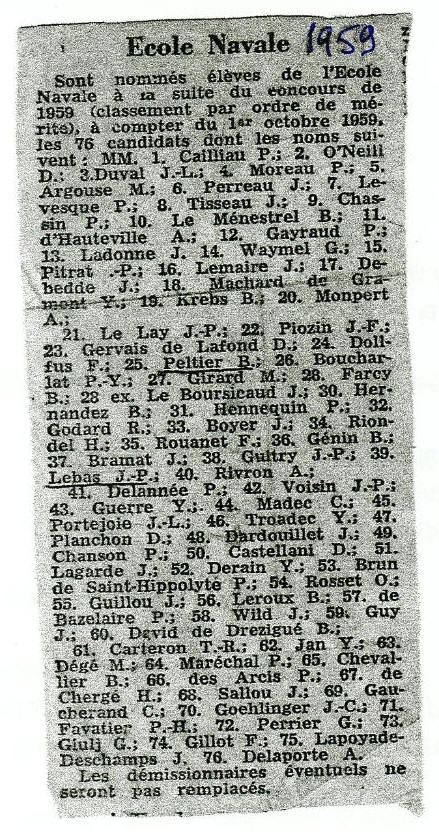 Ecole Navale 1959
Sont nommés élèves de l'Ecole
Navale à la suite du concours de
1959 (classement par ordre de mé-
rite), à compter du 1er octobre 1959,
les 76 candidats dont les noms sui-
vent : MM. 1. Cailliau P.; 2. O'Neill
D.; 3.Duval J.-L.; 4. Moreau P.; 5.
Argouse M.; 6. Perreau J.; 7. Le-
vesque P.; 8. Tisseau J.; 9. Chas-
sin P.; 10. Le Ménestrel B.; 11.
d'Hauteville A.; 12. Gayraud P.;
13. Ladonne J. 14. Waymel G.; 15.
Pitrat .-P.; 16. Lemaire J.; 17. De-
bedde J.; 18. Machard de Gra-
mont Y.; 19. Krebs B.; 20. Monpert
A.;
21. Le Lay J.-P.; 22. Piozin J.-F.;
23. Gervais de Lafond D.; 24. Doll-
fus F.; 25. Peltier B.; 26. Bouchar-
lat P.-Y.; 27. Girard M.; 28. Farcy
B.; 28 ex. Le Boursicaud J.; 30. Her-
nandez B.; 31. Hennequin P.; 32.
Godard R.; 33. Boyer J.; 34. Rion-
del H.; 35. Rouanet F.; 36. Génin B.;
37. Bramat J.; 38. Guitry J.-P.; 39.
Lebas J.-P.; 40. Rivron A.;
41. Delannée P.; 42. Voisin J.-P.;
43. Guerre Y.; 44. Madec C.; 45.
Portejoie J.-L.; 46. Troadec Y.; 47.
Planchon D.; 48. Dardouillet J.; 49.
Chanson P.; 50. Castellani D.; 51.
Lagarde J.; 52. Derain Y.; 53. Brun
de Saint-Hippolyte P.; 54. Rosset O.;
55. Guillou J.; 56. Leroux B.; 57. de
Bazelaire P.; 58. Wild J.; 59. Guy
J.; 60. David de Drezigué B.;
61. Carteron T.-R.; 62. Jan Y.; 63.
Dégé M.; 64. Maréchal P.; 65. Cheval-
lier B.; 66. des Arcis P.; 67. de
Chergé H.; 68. Sallou J.; 69. Gau-
cherand C.; 70. Goehlinger J.-C.; 71.
Favatier P.-H.; 72. Perrier G.; 73.
Giulj G.; 74. Gillot F.; 75. Lapoyade-
Deschamps J. 76. Delaporte A.
Les démissionnaires éventuels ne
seront pas remplacés.